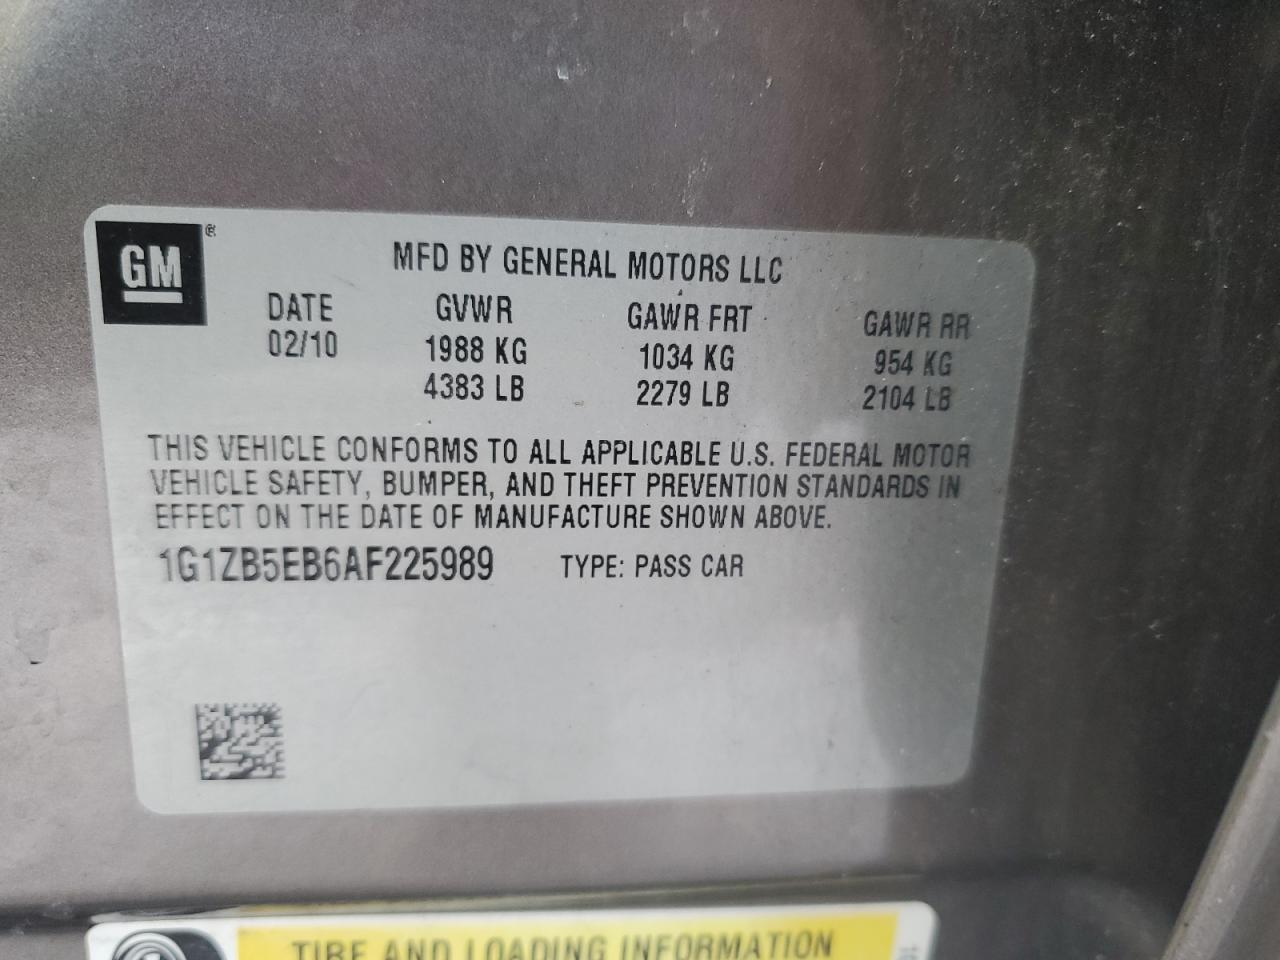 GM®
MFD BY GENERAL MOTORS LLC
DATE GVWR GAWR FRT GAWR RR
02/10 1988 KG 1034 KG 954 KG
4383 LB 2279 LB 2104 LB
THIS VEHICLE CONFORMS TO ALL APPLICABLE U.S. FEDERAL MOTOR
VEHICLE SAFETY, BUMPER, AND THEFT PREVENTION STANDARDS IN
EFFECT ON THE DATE OF MANUFACTURE SHOWN ABOVE.
1G1ZB5EB6AF225989 TYPE: PASS CAR
TIRE AND LOADING INFORMATION